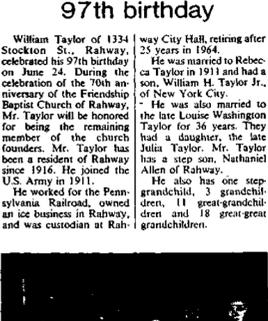 97th birthday
William Taylor of 1334
Stockton St., Rahway,
celebrated his 97th birthday
on June 24. During the
celebration of the 70th an-
niversary of the Friendship
Baptist Church of Rahway,
Mr. Taylor will be honored
for being the remaining
member of the church
founders. Mr. Taylor has
been a resident of Rahway
since 1916. He joined the
U.S. Army in 1911.
He worked for the Penn-
sylvania Railroad, owned
an ice business in Rahway,
and was custodian at Rah-
way City Hall, retiring after
25 years in 1964.
He was married to Rebec-
ca Taylor in 1911 and had a
son, William H. Taylor Jr.,
of New York City.
He was also married to
the late Louise Washington
Taylor for 36 years. They
had a daughter, the late
Julia Taylor. Mr. Taylor
has a step son, Nathaniel
Allen of Rahway.
He also has one step-
grandchild, 3 grandchil-
dren, 11 great-grandchil-
dren and 18 great-great
grandchildren.